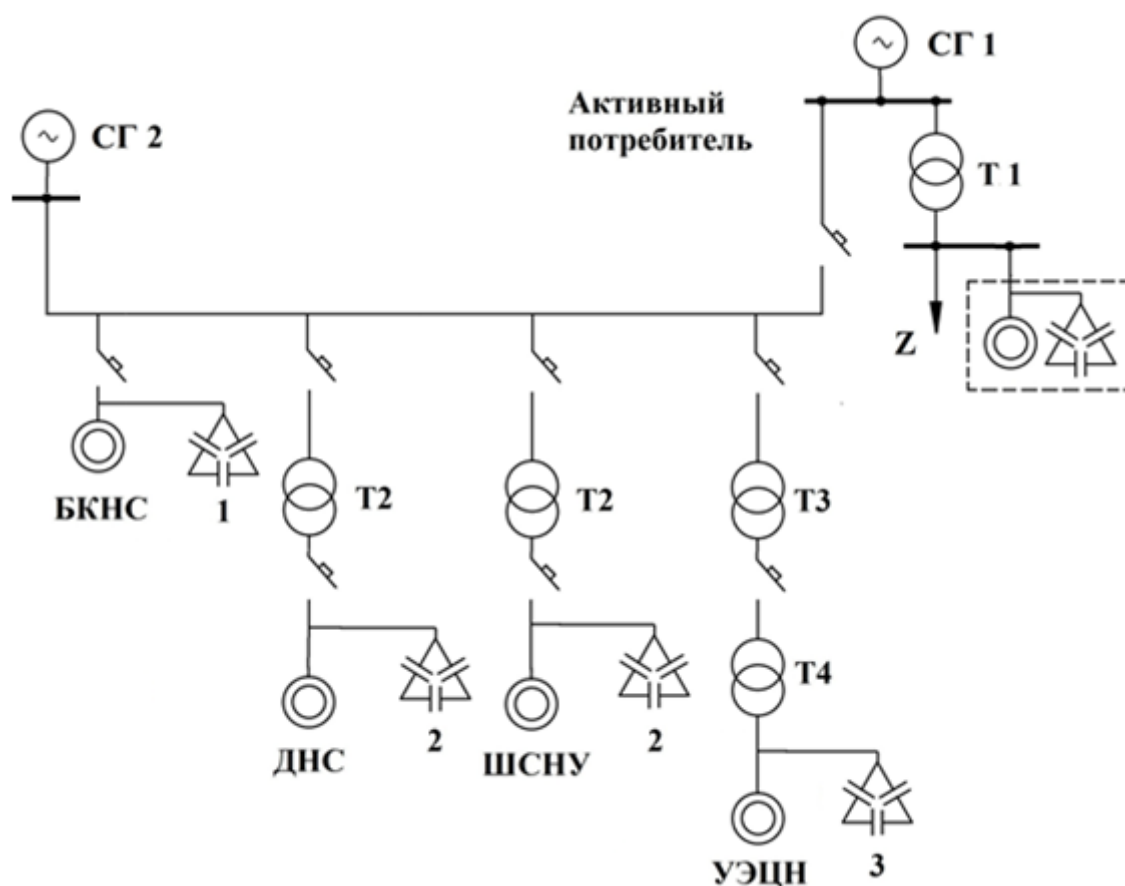 СГ 1
Активный
потребитель
СГ 2
Т 1
Z
БКНС
1
Т2
Т2
Т3
Т4
ДНС
2
ШСНУ
2
УЭЦН
3